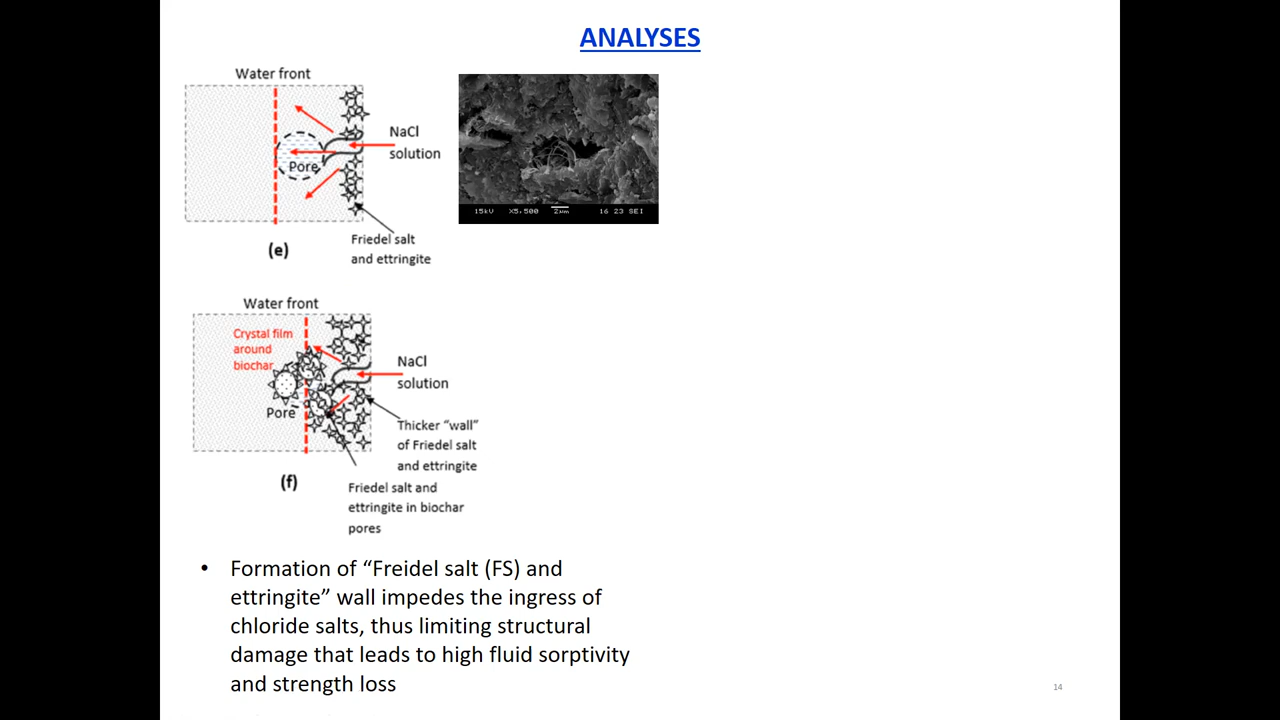 ANALYSES
Water front
NaCl
solution
Pore
Friedel salt
and ettringite
(e)
15kV X5,500 2µm 16 23 SEI
Water front
Crystal film
around
biochar
NaCl
solution
Pore
Thicker “wall”
of Friedel salt
and ettringite
(f)
Friedel salt and
ettringite in biochar
pores
• Formation of “Freidel salt (FS) and
ettringite” wall impedes the ingress of
chloride salts, thus limiting structural
damage that leads to high fluid sorptivity
and strength loss
14